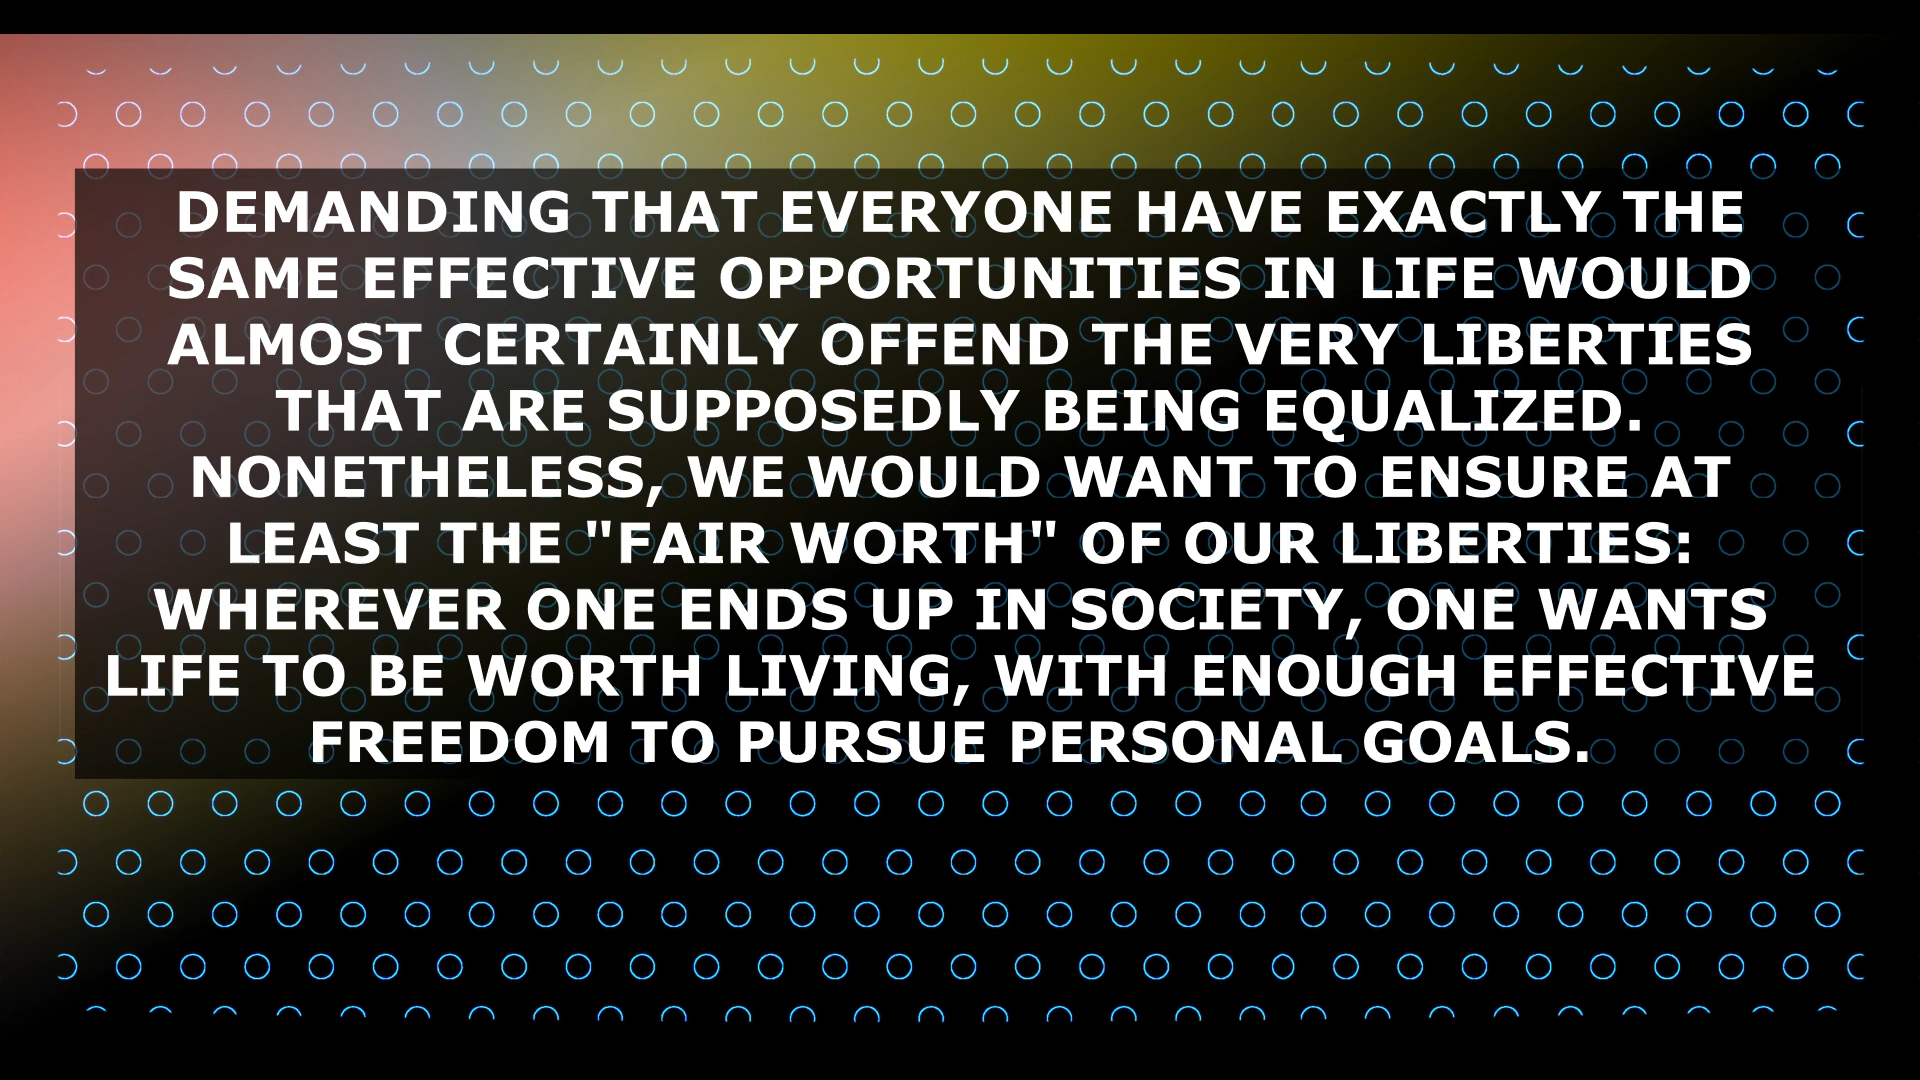 DEMANDING THAT EVERYONE HAVE EXACTLY THE
SAME EFFECTIVE OPPORTUNITIES IN LIFE WOULD
ALMOST CERTAINLY OFFEND THE VERY LIBERTIES
THAT ARE SUPPOSEDLY BEING EQUALIZED.
NONETHELESS, WE WOULD WANT TO ENSURE AT
LEAST THE "FAIR WORTH" OF OUR LIBERTIES:
WHEREVER ONE ENDS UP IN SOCIETY, ONE WANTS
LIFE TO BE WORTH LIVING, WITH ENOUGH EFFECTIVE
FREEDOM TO PURSUE PERSONAL GOALS.